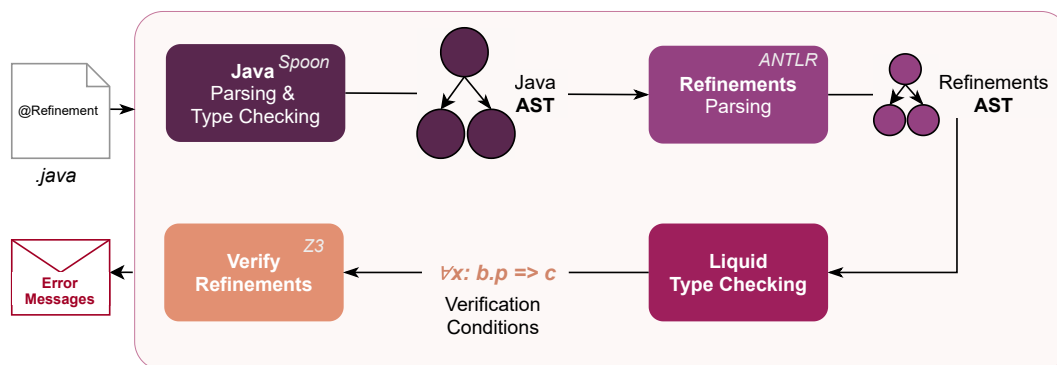 @Refinement
.java
Spoon
Java
Parsing &
Type Checking
Java
AST
ANTLR
Refinements
Parsing
Refinements
AST
Liquid
Type Checking
∀x: b.p => c
Verification
Conditions
Z3
Verify
Refinements
Error
Messages